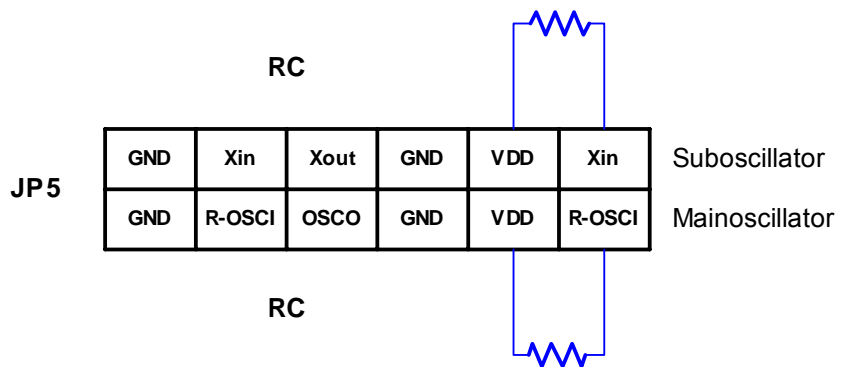 RC
GND Xin Xout GND VDD Xin Suboscillator
JP5
GND R-OSCI OSCO GND VDD R-OSCI Mainoscillator
RC